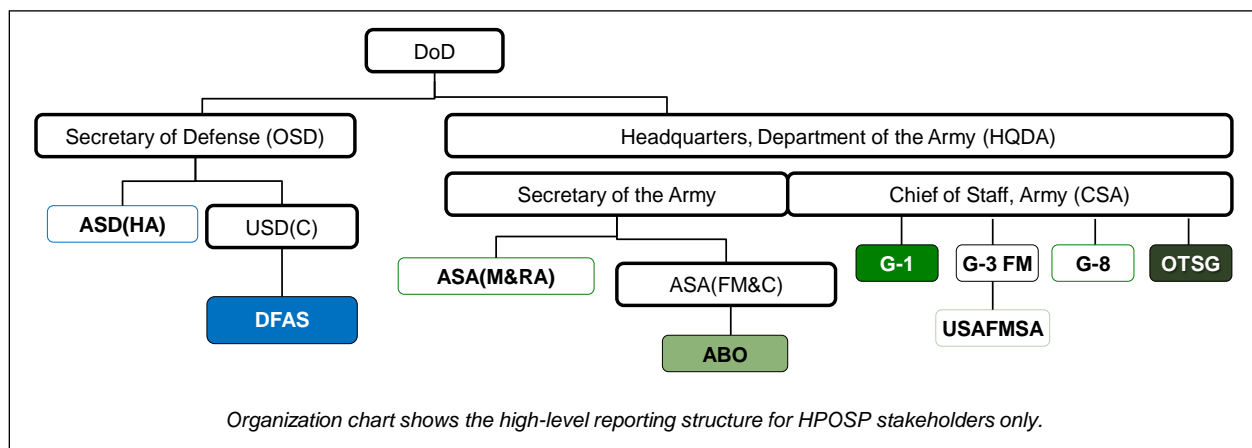 DoD
Secretary of Defense (OSD)
Headquarters, Department of the Army (HQDA)
Secretary of the Army
Chief of Staff, Army (CSA)
ASD(HA)
USD(C)
G-1
G-3 FM
G-8
OTSG
ASA(M&RA)
ASA(FM&C)
DFAS
USAFMSA
ABO
Organization chart shows the high-level reporting structure for HPOSP stakeholders only.